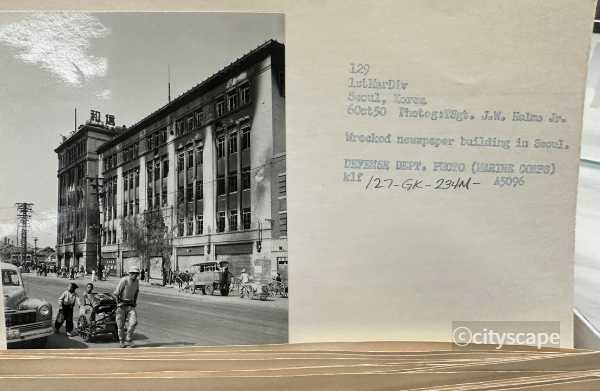 和信
129
1stMarDiv
Seoul, Korea
6Oct50 Photog:TSgt. J.W. Helms Jr.
Wrecked newspaper building in Seoul.
DEFENSE DEPT. PHOTO (MARINE CORPS)
klf 127-GK-234M- A5096
©cityscape